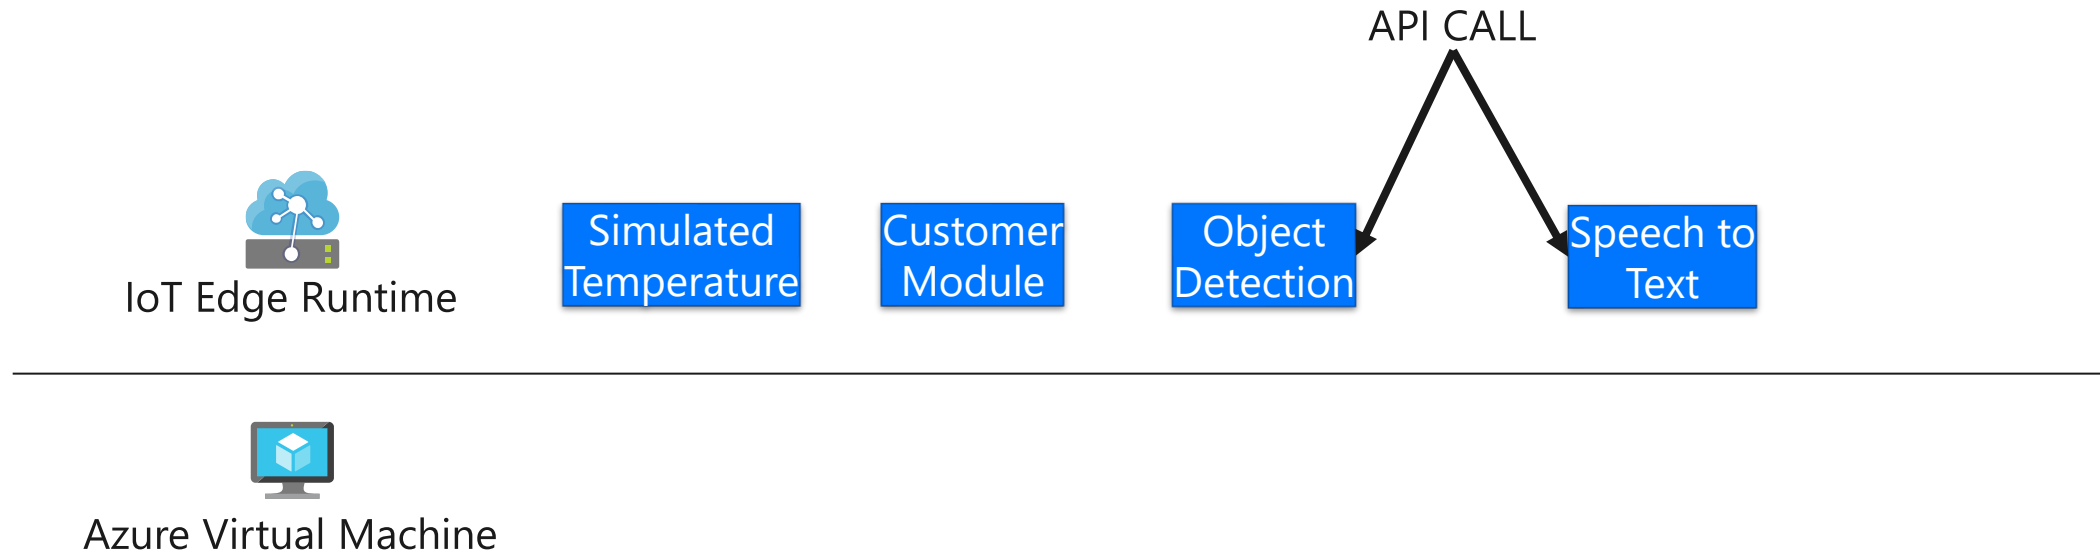 API CALL
Simulated
Temperature
Customer
Module
Object
Detection
Speech to
Text
IoT Edge Runtime
Azure Virtual Machine